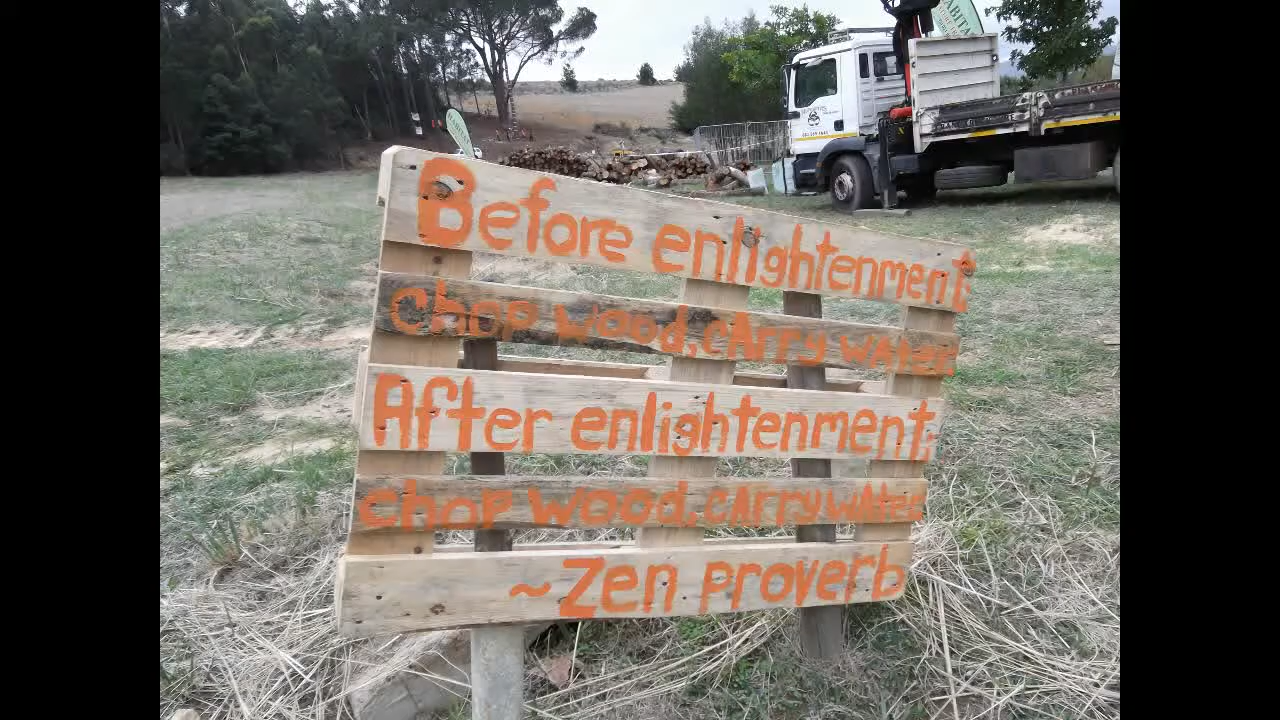 Before enlightenment;
chop wood, cArry wAter.
After enlightenment;
chop wood, cArry wAter.
~Zen proverb